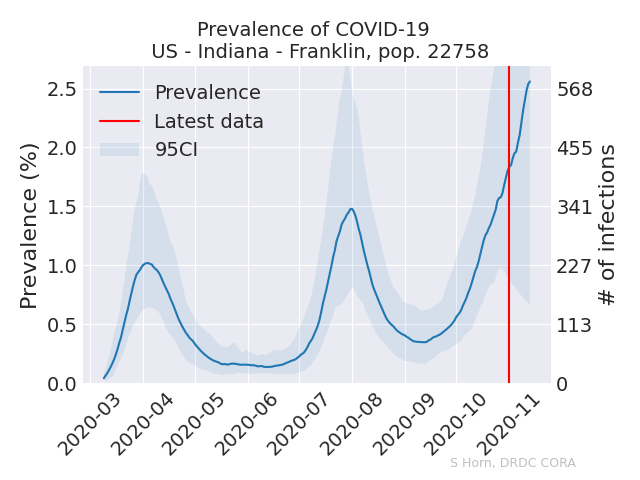 Prevalence of COVID-19
US - Indiana - Franklin, pop. 22758
Prevalence
Latest data
95CI
Prevalence (%)
2.5
2.0
1.5
1.0
0.5
0.0
568
455
341
227
113
0
# of infections
2020-03
2020-04
2020-05
2020-06
2020-07
2020-08
2020-09
2020-10
2020-11
S Horn, DRDC CORA